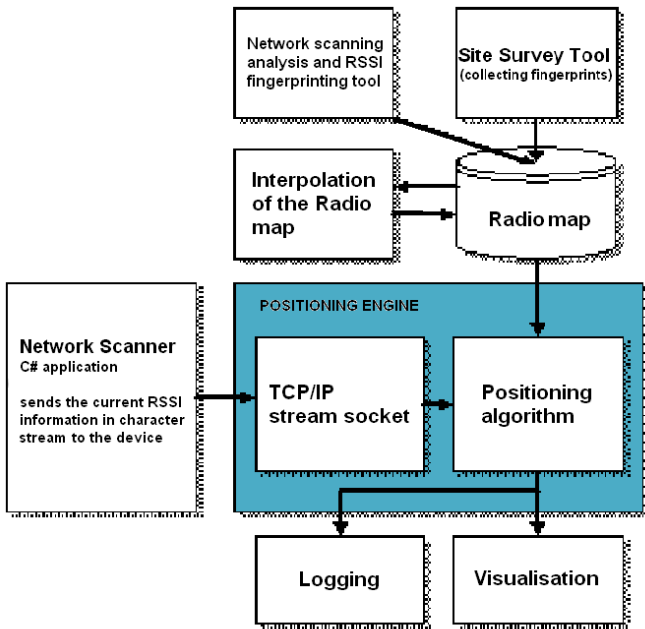 Network scanning
analysis and RSSI
fingerprinting tool
Site Survey Tool
(collecting fingerprints)
Interpolation
of the Radio
map
Radio map
POSITIONING ENGINE
Network Scanner
C# application
sends the current RSSI
information in character
stream to the device
TCP/IP
stream socket
Positioning
algorithm
Logging
Visualisation